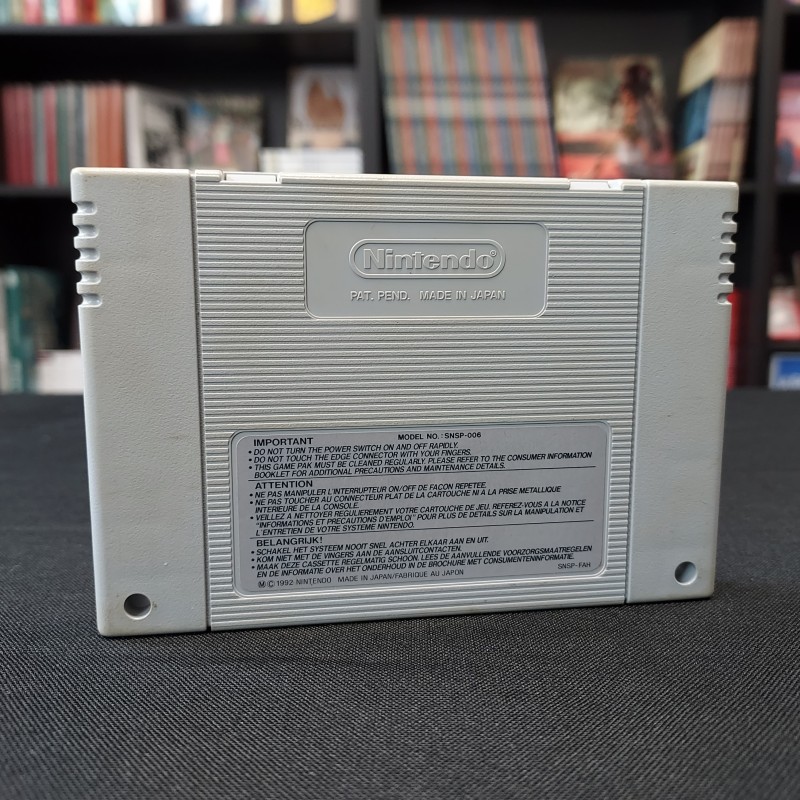 Nintendo®
PAT. PEND. MADE IN JAPAN
MODEL NO.:SNSP-006
IMPORTANT
• DO NOT TURN THE POWER SWITCH ON AND OFF RAPIDLY.
• DO NOT TOUCH THE EDGE CONNECTOR WITH YOUR FINGERS.
• THIS GAME PAK MUST BE CLEANED REGULARLY. PLEASE REFER TO THE CONSUMER INFORMATION
BOOKLET FOR ADDITIONAL PRECAUTIONS AND MAINTENANCE DETAILS.
ATTENTION
• NE PAS MANIPULER L'INTERRUPTEUR ON/OFF DE FACON REPETEE.
• NE PAS TOUCHER AU CONNECTEUR PLAT DE LA CARTOUCHE NI A LA PRISE METALLIQUE
INTERIEURE DE LA CONSOLE.
• VEILLEZ A NETTOYER REGULIEREMENT VOTRE CARTOUCHE DE JEU. REFEREZ-VOUS A LA NOTICE
"INFORMATIONS ET PRECAUTIONS D'EMPLOI" POUR PLUS DE DETAILS SUR LA MANIPULATION ET
L'ENTRETIEN DE VOTRE SYSTEME NINTENDO.
BELANGRIJK!
• SCHAKEL HET SYSTEEM NOOIT SNEL ACHTER ELKAAR AAN EN UIT.
• KOM NIET MET DE VINGERS AAN DE AANSLUITCONTACTEN.
• MAAK DEZE CASSETTE REGELMATIG SCHOON. LEES DE AANVULLENDE VOORZORGSMAATREGELEN
EN DE INFORMATIE OVER HET ONDERHOUD IN DE BROCHURE MET CONSUMENTENINFORMATIE.
SNSP-FAH
Ⓜ © 1992 NINTENDO MADE IN JAPAN/FABRIQUE AU JAPON